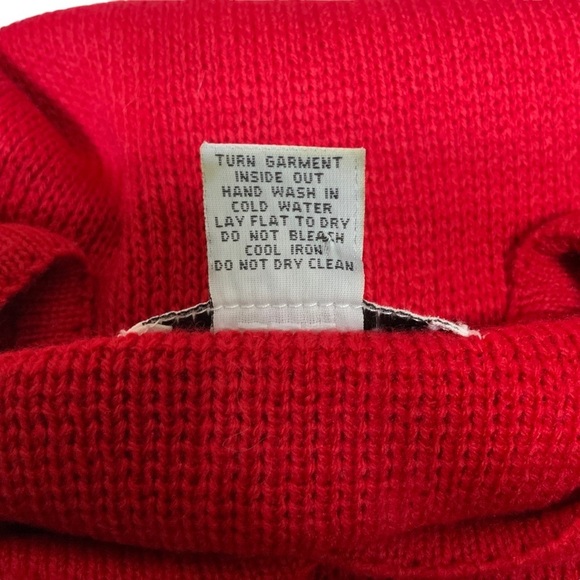 TURN GARMENT
INSIDE OUT
HAND WASH IN
COLD WATER
LAY FLAT TO DRY
DO NOT BLEASH
COOL IRON
DO NOT DRY CLEAN